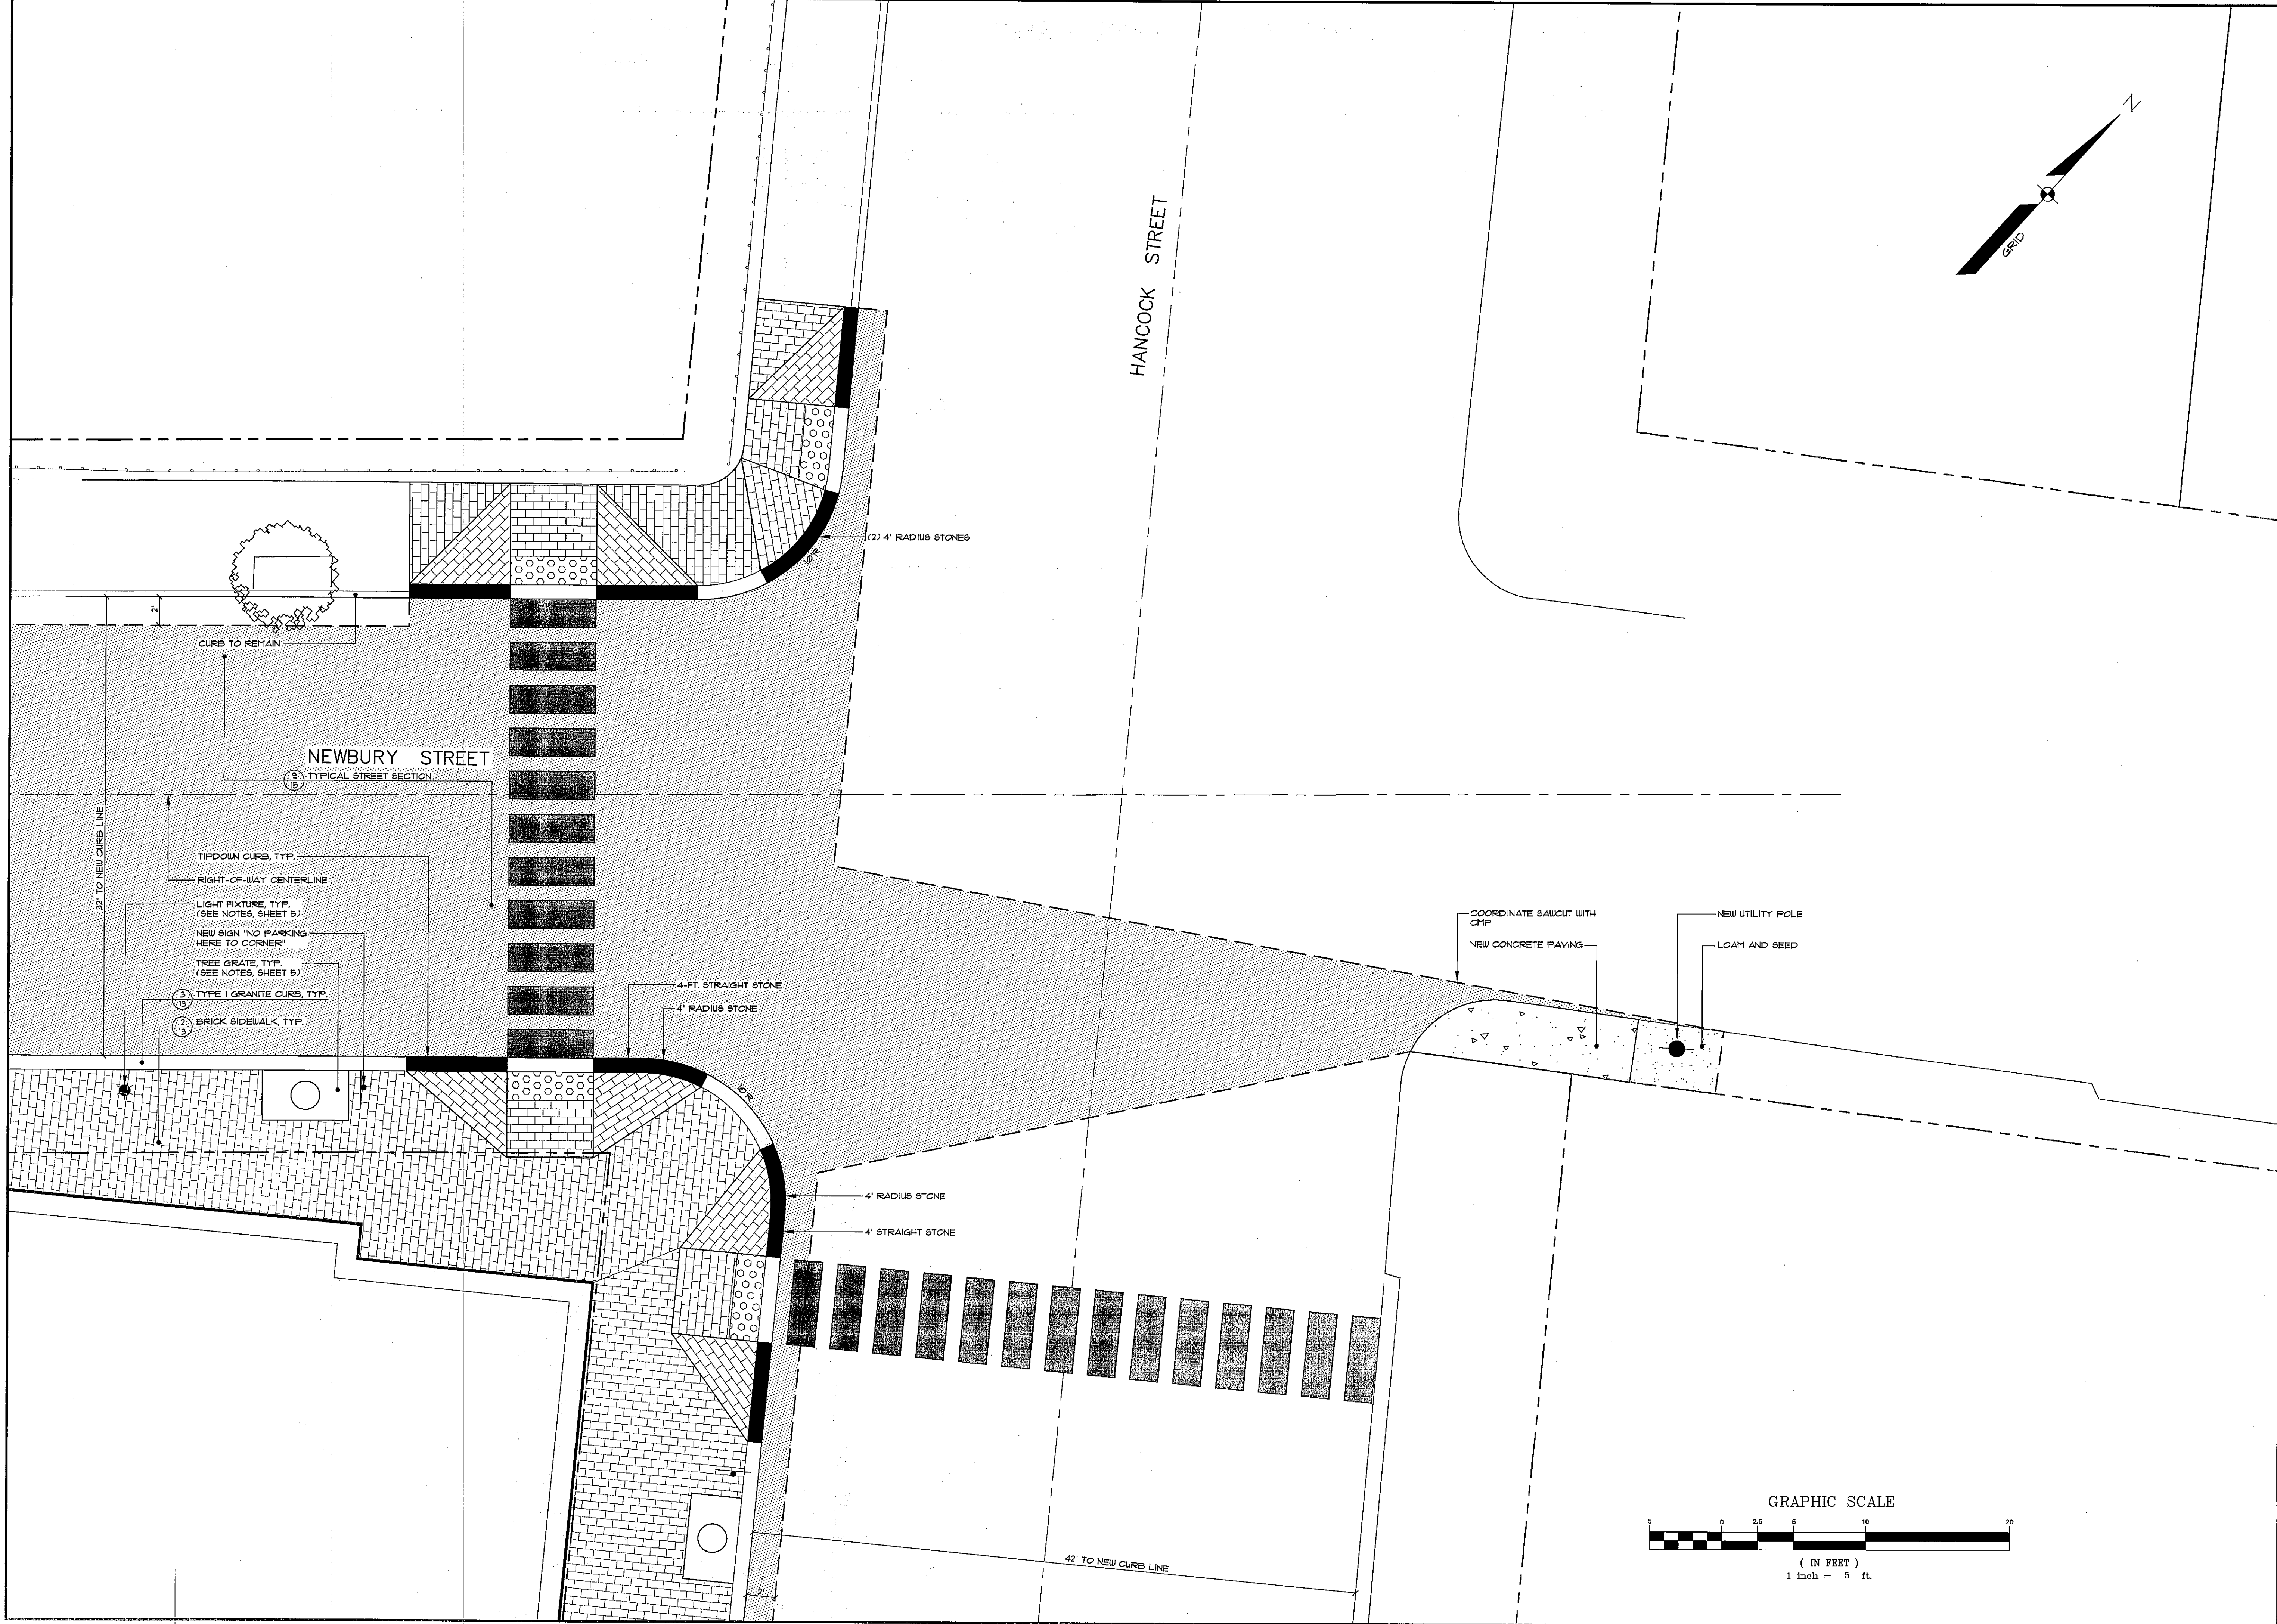 N
GRID
HANCOCK STREET
(2) 4' RADIUS STONES
10'R
2'
CURB TO REMAIN
NEWBURY STREET
5
15
TYPICAL STREET SECTION
32' TO NEW CURB LINE
TIPDOWN CURB, TYP.
RIGHT-OF-WAY CENTERLINE
LIGHT FIXTURE, TYP.
(SEE NOTES, SHEET 5)
NEW SIGN "NO PARKING
HERE TO CORNER"
TREE GRATE, TYP.
(SEE NOTES, SHEET 5)
3
13
TYPE 1 GRANITE CURB, TYP.
2
13
BRICK SIDEWALK, TYP.
4-FT. STRAIGHT STONE
4' RADIUS STONE
10'R
4' RADIUS STONE
4' STRAIGHT STONE
COORDINATE SAWCUT WITH
CMP
NEW CONCRETE PAVING
NEW UTILITY POLE
LOAM AND SEED
42' TO NEW CURB LINE
2'
GRAPHIC SCALE
5 0 2.5 5 10 20
( IN FEET )
1 inch = 5 ft.